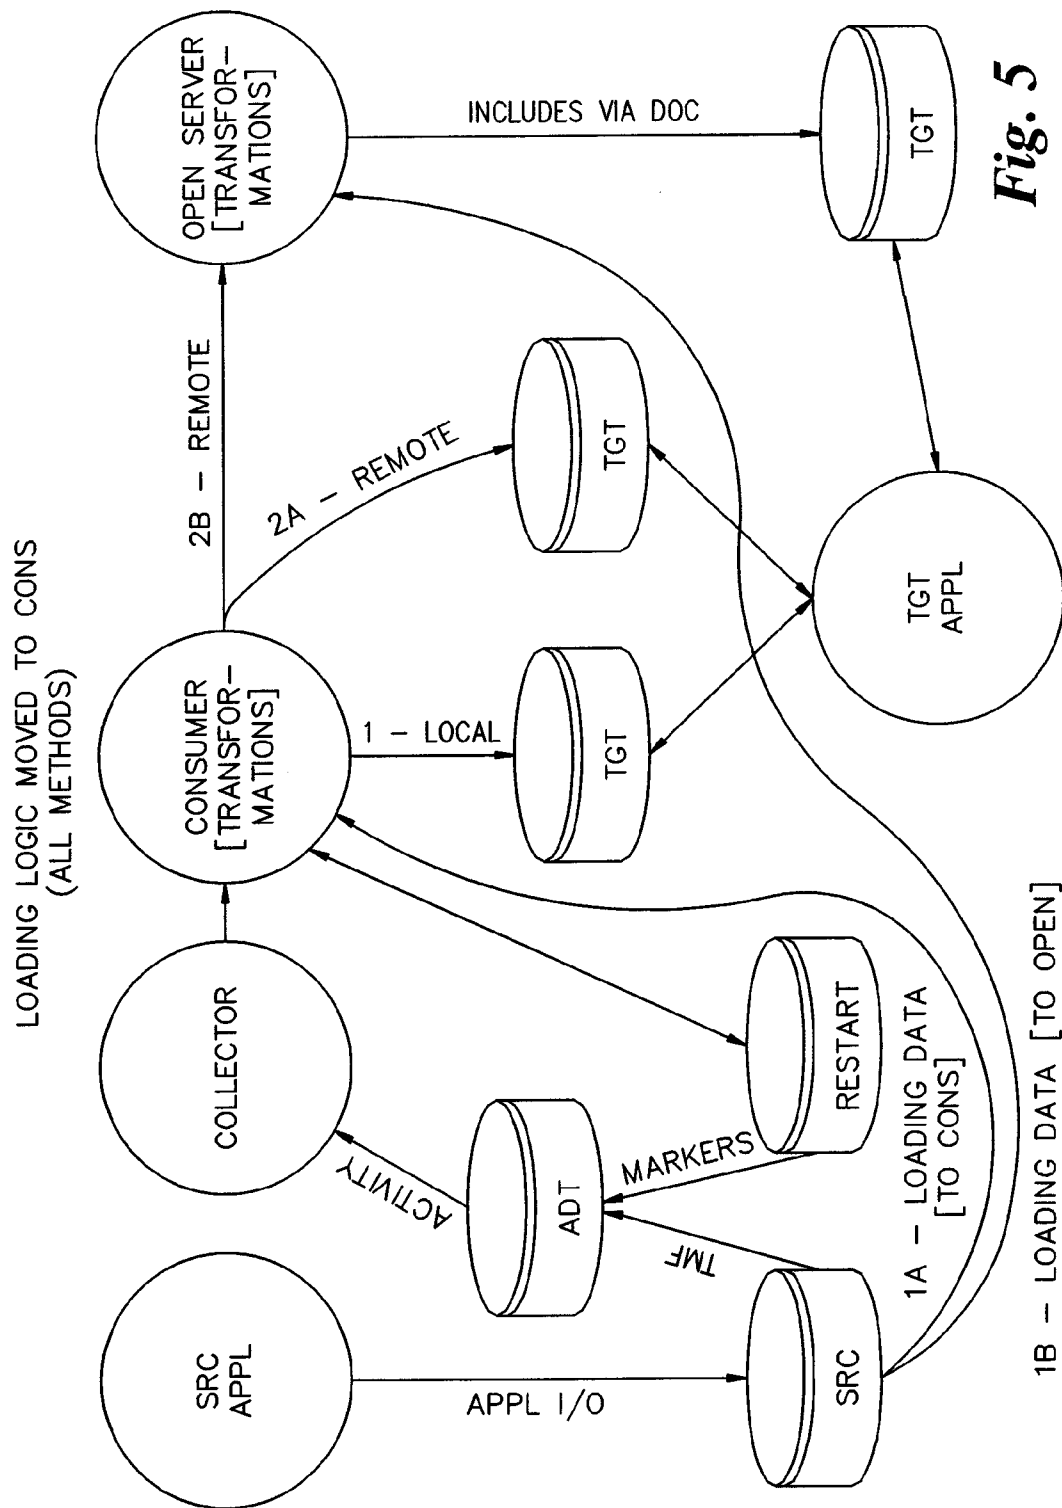 LOADING LOGIC MOVED TO CONS
(ALL METHODS)
SRC
APPL
COLLECTOR
CONSUMER
[TRANSFOR-
MATIONS]
2B - REMOTE
OPEN SERVER
[TRANSFOR-
MATIONS]
APPL I/O
ACTIVITY
1 - LOCAL
2A - REMOTE
INCLUDES VIA DOC
ADT
TGT
TGT
TMF
MARKERS
SRC
RESTART
TGT
APPL
TGT
1A - LOADING DATA
[TO CONS]
1B - LOADING DATA [TO OPEN]
Fig. 5